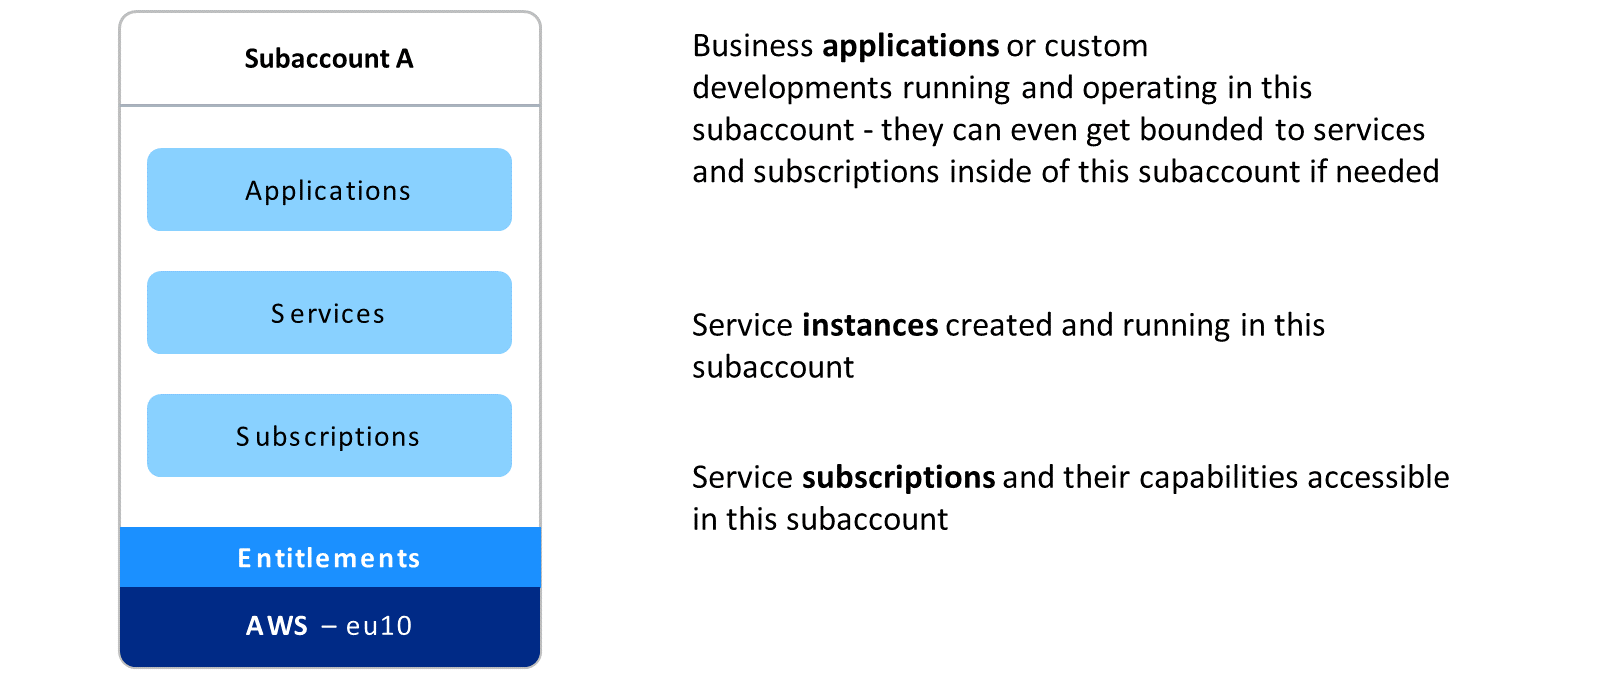 Subaccount A
Applications
Services
Subscriptions
Entitlements
AWS – eu10
Business applications or custom
developments running and operating in this
subaccount - they can even get bounded to services
and subscriptions inside of this subaccount if needed
Service instances created and running in this
subaccount
Service subscriptions and their capabilities accessible
in this subaccount